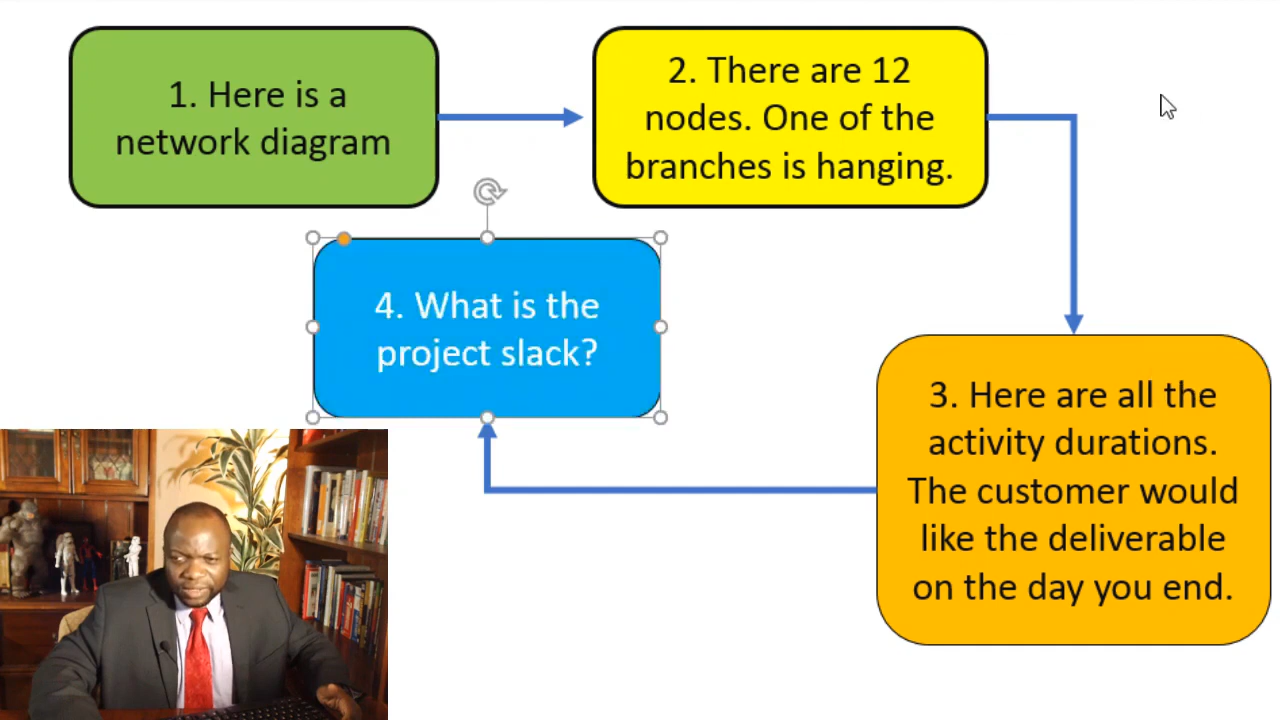 1. Here is a
network diagram
2. There are 12
nodes. One of the
branches is hanging.
3. Here are all the
activity durations.
The customer would
like the deliverable
on the day you end.
4. What is the
project slack?